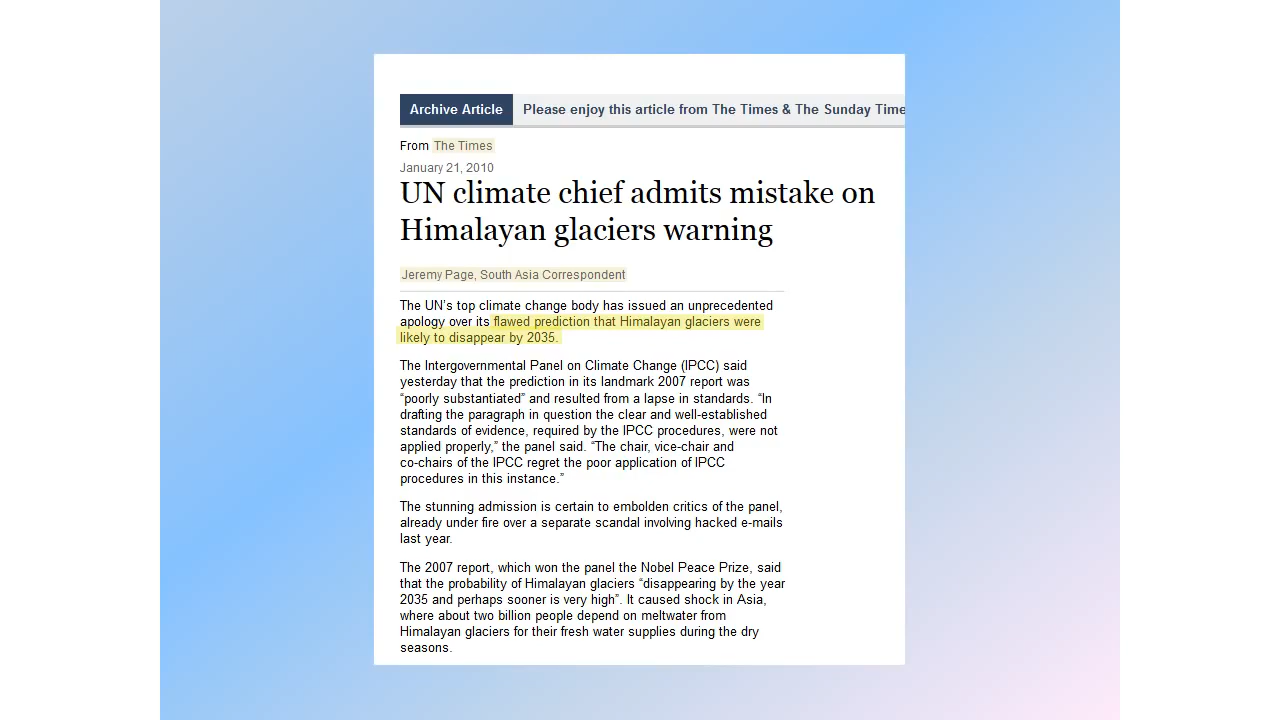 Archive Article Please enjoy this article from The Times & The Sunday Time
From The Times
January 21, 2010
UN climate chief admits mistake on
Himalayan glaciers warning
Jeremy Page, South Asia Correspondent
The UN’s top climate change body has issued an unprecedented
apology over its flawed prediction that Himalayan glaciers were
likely to disappear by 2035.
The Intergovernmental Panel on Climate Change (IPCC) said
yesterday that the prediction in its landmark 2007 report was
“poorly substantiated” and resulted from a lapse in standards. “In
drafting the paragraph in question the clear and well-established
standards of evidence, required by the IPCC procedures, were not
applied properly,” the panel said. “The chair, vice-chair and
co-chairs of the IPCC regret the poor application of IPCC
procedures in this instance.”
The stunning admission is certain to embolden critics of the panel,
already under fire over a separate scandal involving hacked e-mails
last year.
The 2007 report, which won the panel the Nobel Peace Prize, said
that the probability of Himalayan glaciers “disappearing by the year
2035 and perhaps sooner is very high”. It caused shock in Asia,
where about two billion people depend on meltwater from
Himalayan glaciers for their fresh water supplies during the dry
seasons.